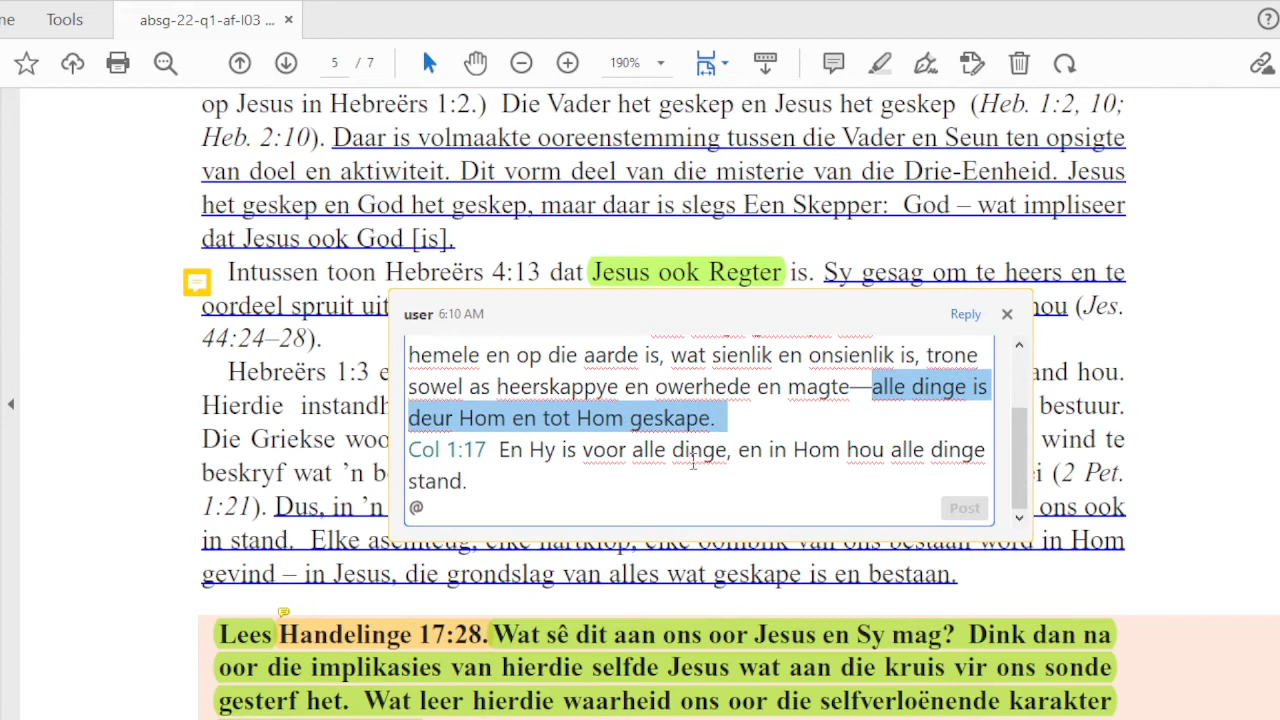 ne Tools absg-22-q1-af-l03 ... ×
5 / 7 190%
op Jesus in Hebreërs 1:2.) Die Vader het geskep en Jesus het geskep (Heb. 1:2, 10;
Heb. 2:10). Daar is volmaakte ooreenstemming tussen die Vader en Seun ten opsigte
van doel en aktiwiteit. Dit vorm deel van die misterie van die Drie-Eenheid. Jesus
het geskep en God het geskep, maar daar is slegs Een Skepper: God – wat impliseer
dat Jesus ook God [is].
Intussen toon Hebreërs 4:13 dat Jesus ook Regter is. Sy gesag om te heers en te
oordeel spruit uit hou (Jes.
44:24–28).
Hebreërs 1:3 and hou.
Hierdie bestuur.
Die Griekse wind te
beskryf wat ’n (2 Pet.
1:21). Dus, in ’n ons ook
in stand. Elke asemteug, elke hartklop, elke oomblik van ons bestaan word in Hom
gevind – in Jesus, die grondslag van alles wat geskape is en bestaan.
user 6:10 AM Reply ×
hemele en op die aarde is, wat sienlik en onsienlik is, trone
sowel as heerskappye en owerhede en magte—alle dinge is
deur Hom en tot Hom geskape.
Col 1:17 En Hy is voor alle dinge, en in Hom hou alle dinge
stand.
@ Post
Lees Handelinge 17:28. Wat sê dit aan ons oor Jesus en Sy mag? Dink dan na
oor die implikasies van hierdie selfde Jesus wat aan die kruis vir ons sonde
gesterf het. Wat leer hierdie waarheid ons oor die selfverloënende karakter